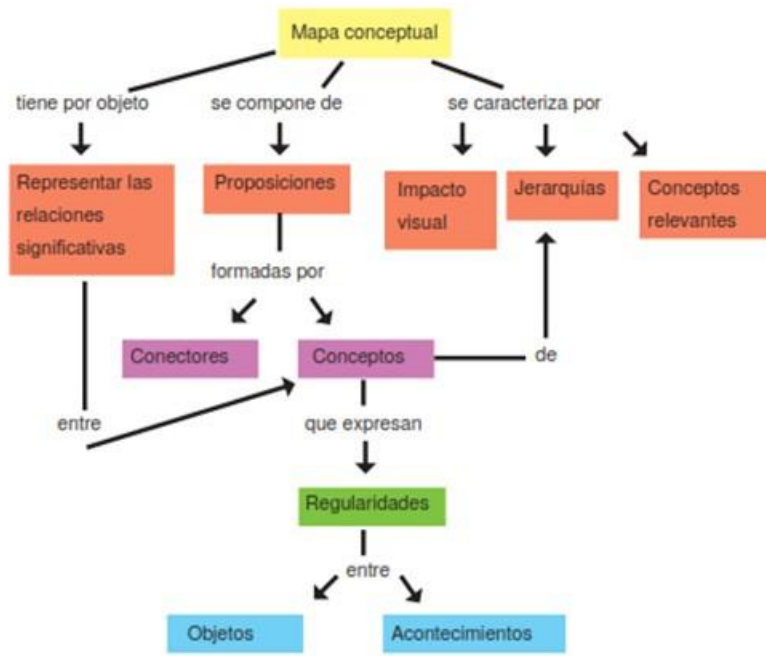 Mapa conceptual
tiene por objeto
se compone de
se caracteriza por
Representar las
relaciones
significativas
Proposiciones
Impacto
visual
Jerarquías
Conceptos
relevantes
formadas por
Conectores
Conceptos
de
entre
que expresan
Regularidades
entre
Objetos
Acontecimientos